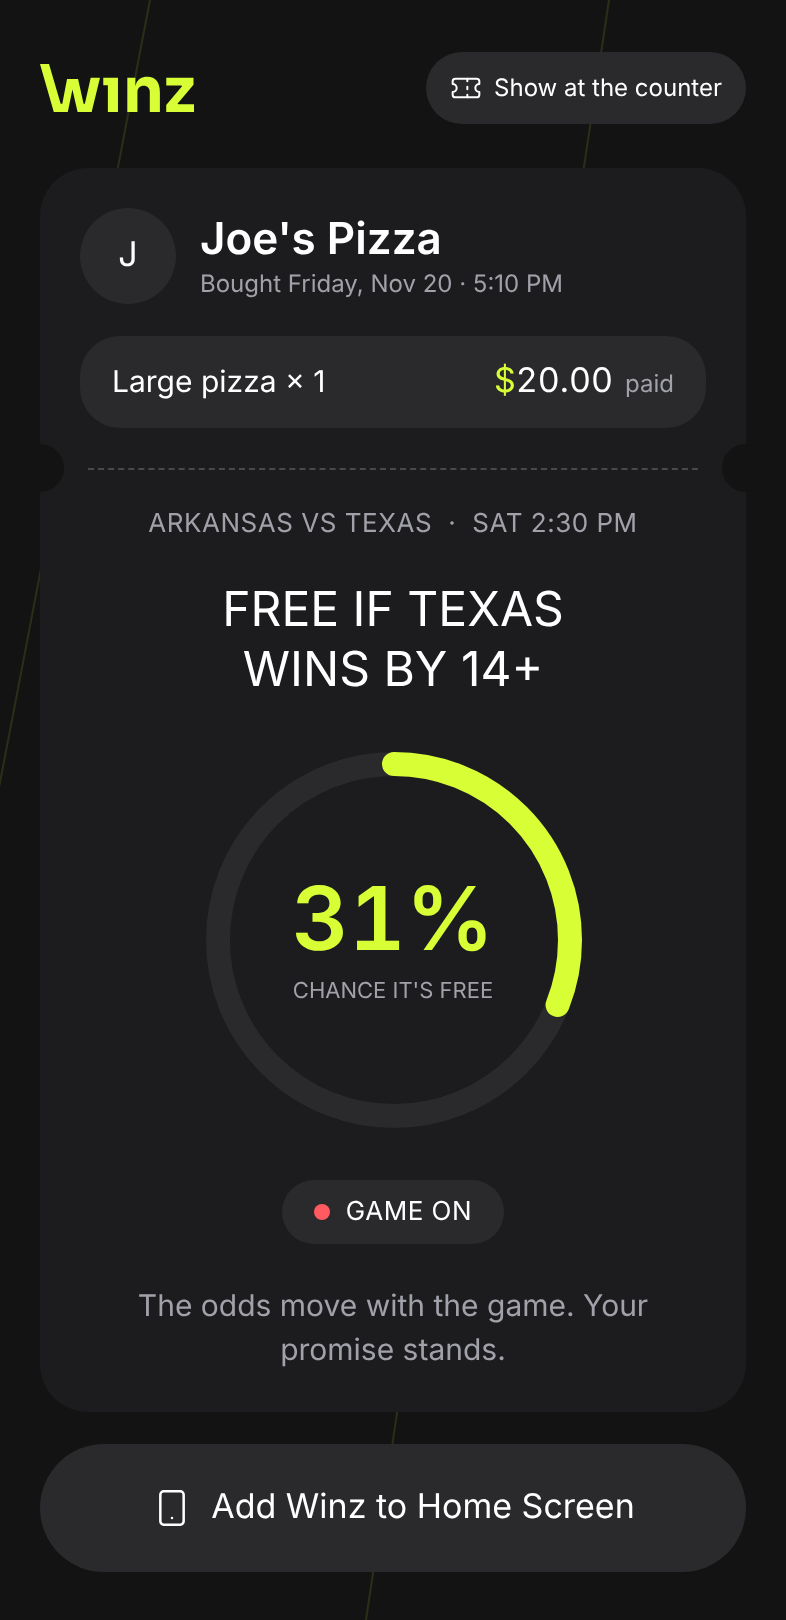 Winz
Show at the counter
J
Joe's Pizza
Bought Friday, Nov 20 · 5:10 PM
Large pizza × 1
$20.00 paid
ARKANSAS VS TEXAS · SAT 2:30 PM
FREE IF TEXAS
WINS BY 14+
31%
CHANCE IT'S FREE
GAME ON
The odds move with the game. Your
promise stands.
Add Winz to Home Screen